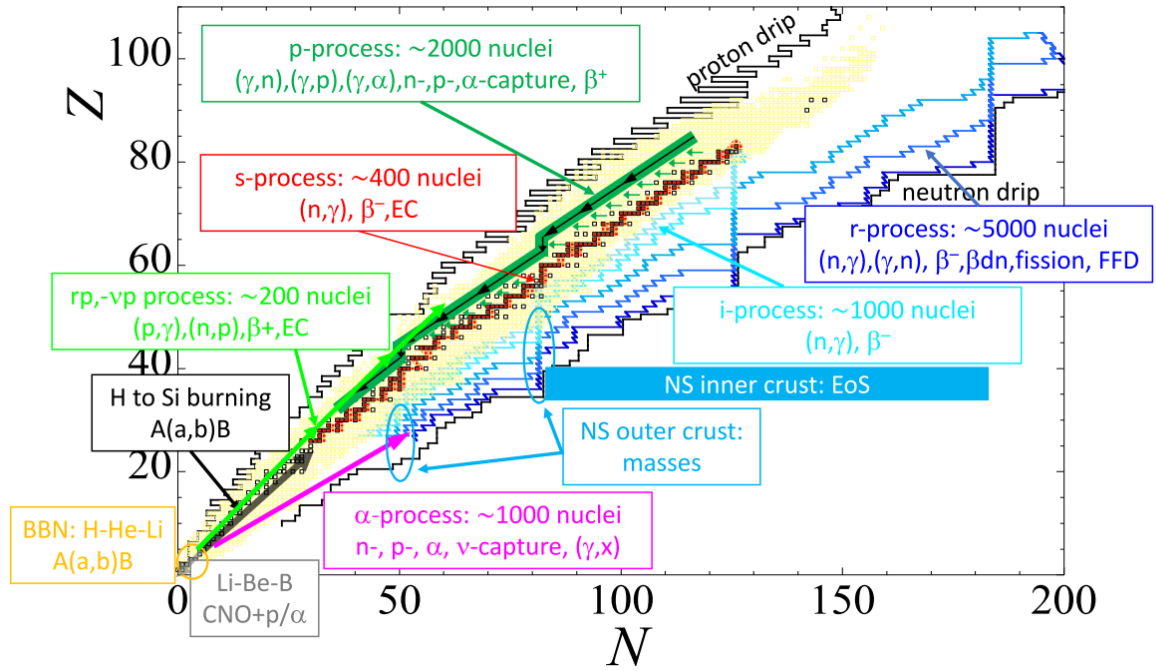 100
80
60
40
20
Z
p-process: ~2000 nuclei
(γ,n),(γ,p),(γ,α),n-,p-,α-capture, β⁺
proton drip
s-process: ~400 nuclei
(n,γ), β⁻,EC
neutron drip
r-process: ~5000 nuclei
(n,γ),(γ,n), β⁻,βdn,fission, FFD
rp,-νp process: ~200 nuclei
(p,γ),(n,p),β+,EC
i-process: ~1000 nuclei
(n,γ), β⁻
H to Si burning
A(a,b)B
NS inner crust: EoS
NS outer crust:
masses
α-process: ~1000 nuclei
n-, p-, α, ν-capture, (γ,x)
BBN: H-He-Li
A(a,b)B
Li-Be-B
CNO+p/α
0
50
100
150
200
N